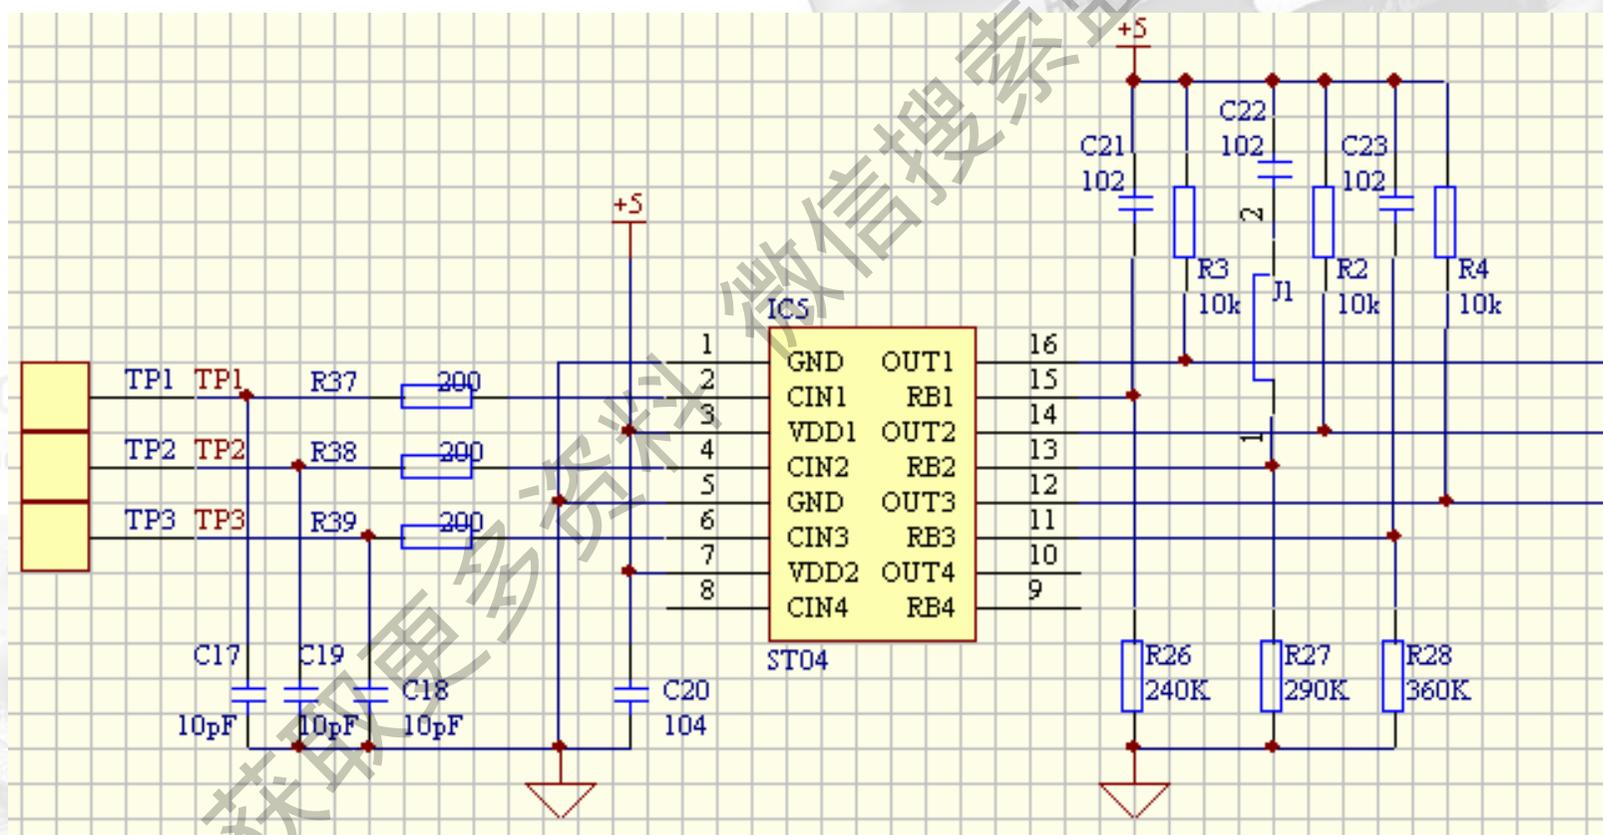 +5
C22
C21
102
C23
102
102
+5
2
R3
R2
R4
10k
J1
10k
10k
IC5
1
GND
OUT1
16
TP1
TP1
R37
200
2
CIN1
RB1
15
3
VDD1
OUT2
14
TP2
TP2
R38
200
4
CIN2
RB2
13
1
5
GND
OUT3
12
TP3
TP3
R39
200
6
CIN3
RB3
11
7
VDD2
OUT4
10
8
CIN4
RB4
9
ST04
C17
C19
C18
10pF
10pF
10pF
C20
104
R26
240K
R27
290K
R28
360K
获取更多资料 微信搜索